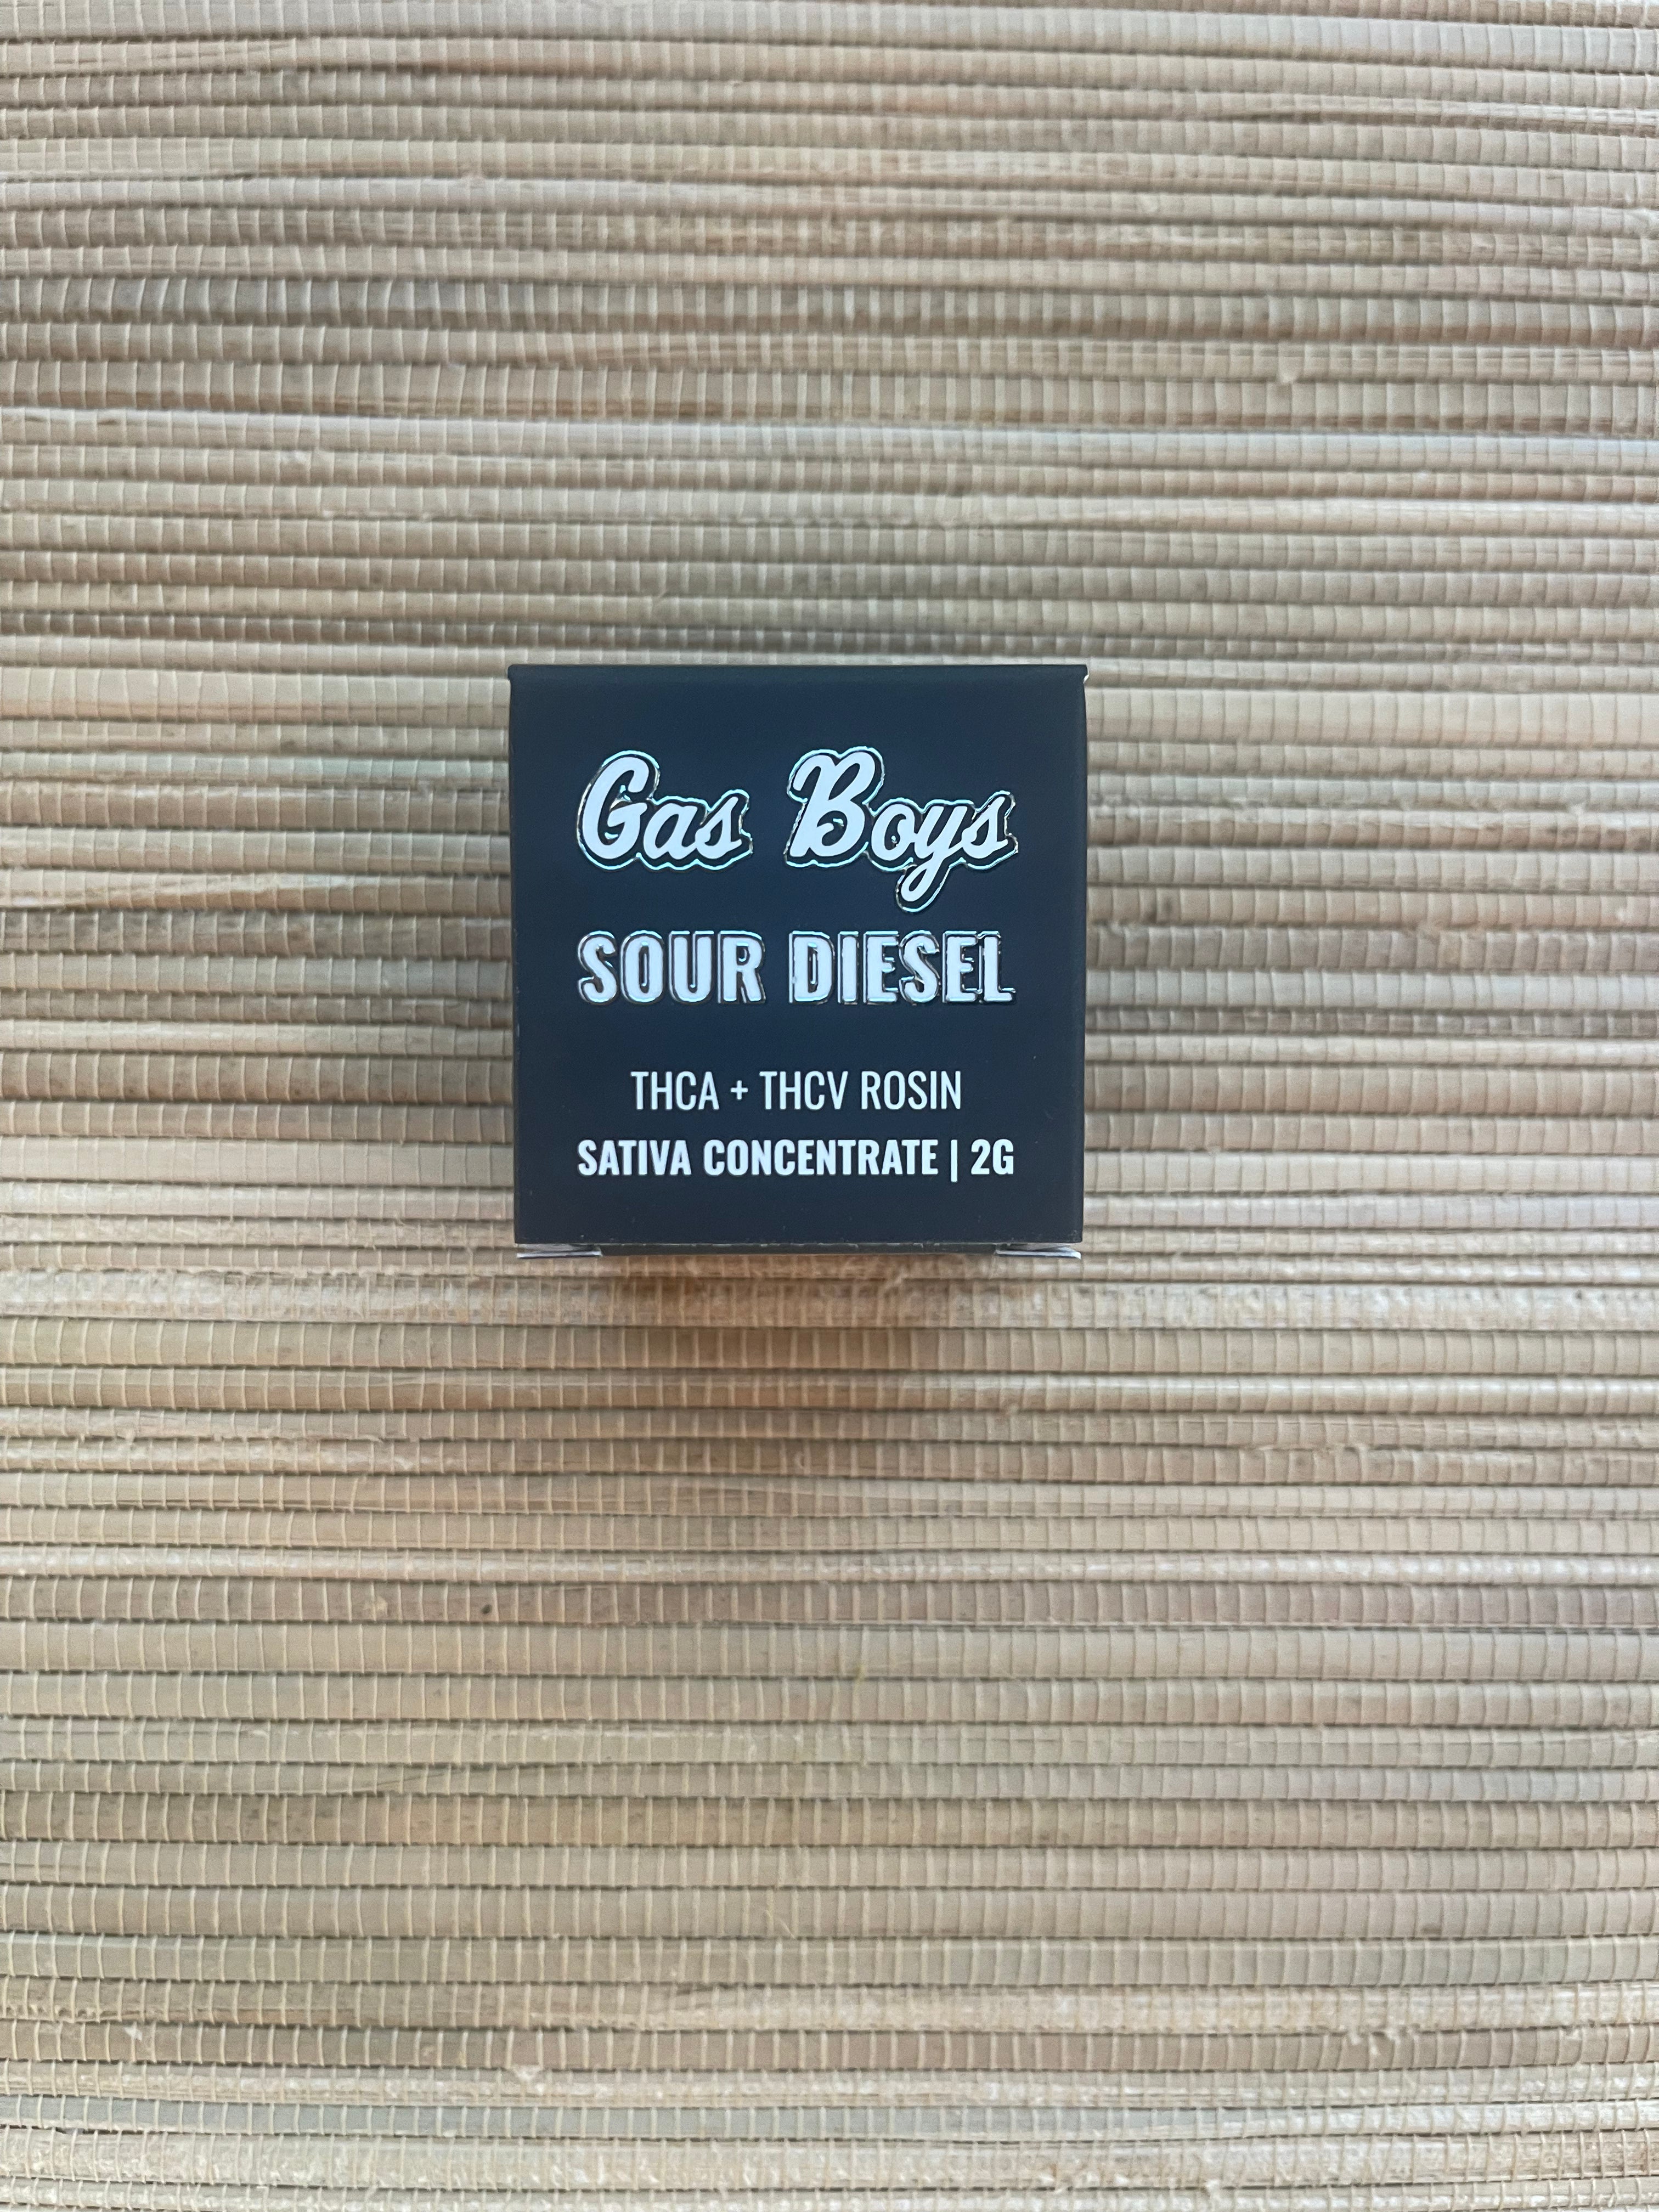 Gas Boys
SOUR DIESEL
THCA + THCV ROSIN
SATIVA CONCENTRATE | 2G